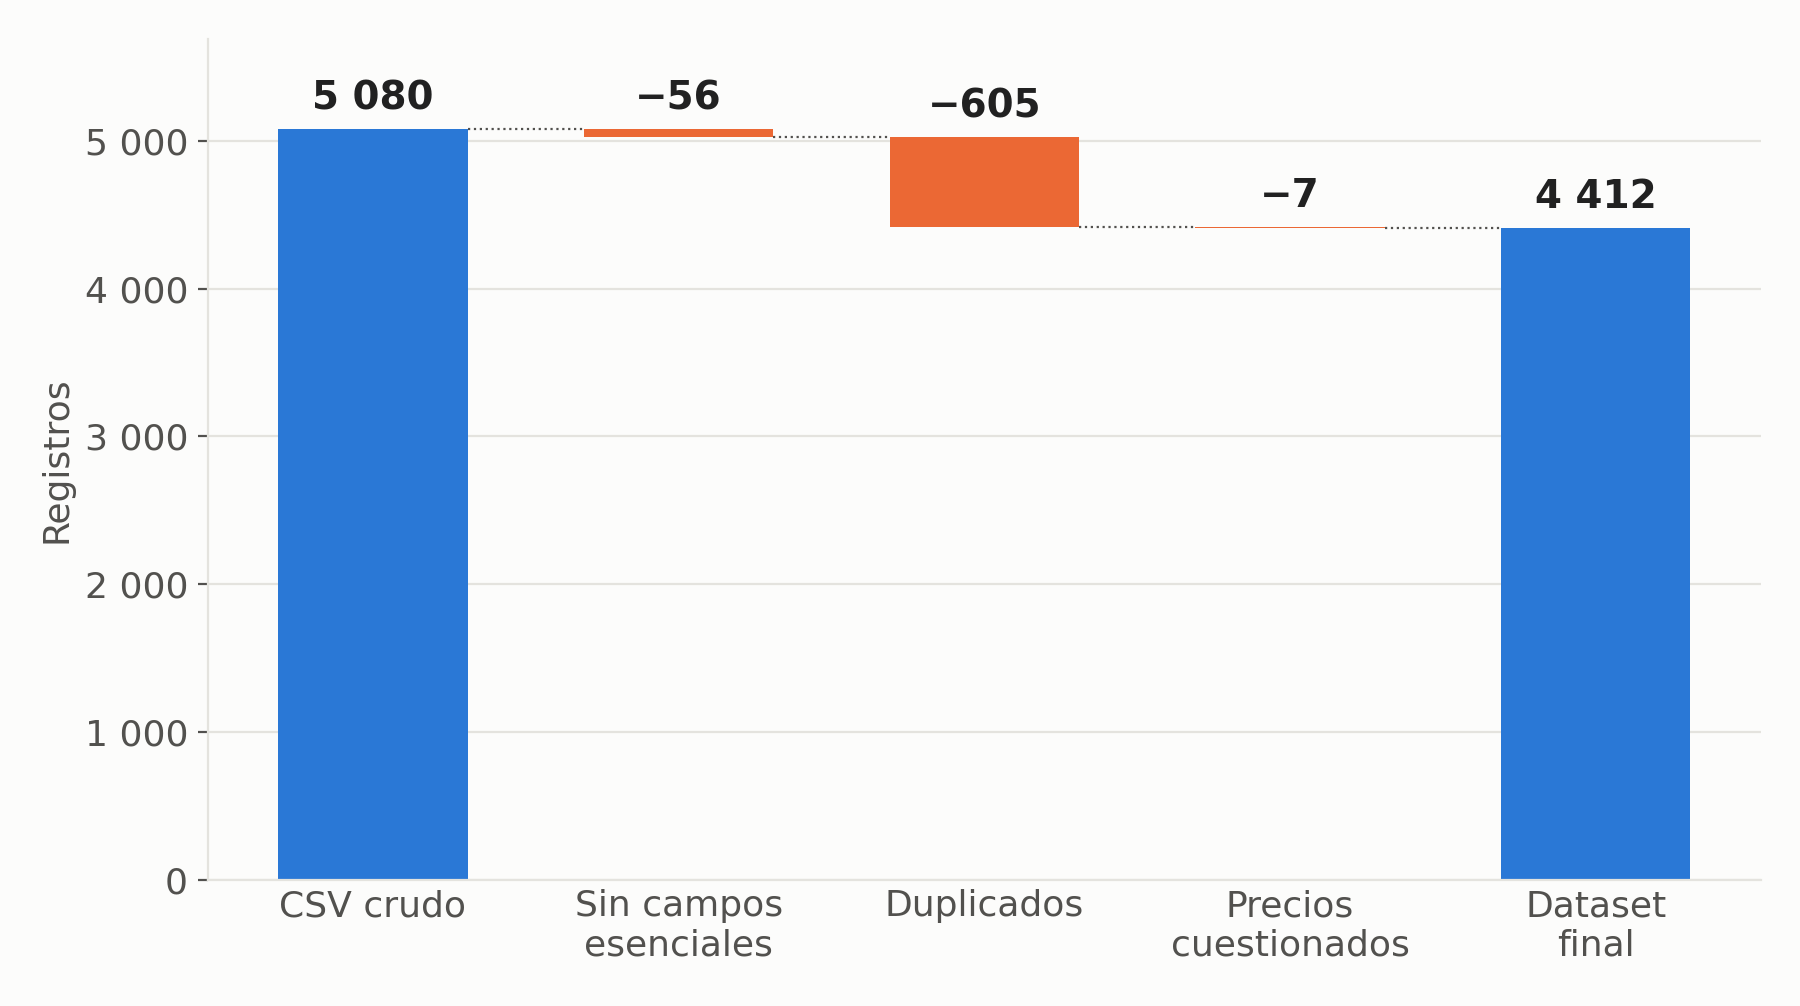 5 080
−56
−605
−7
4 412
5 000
4 000
3 000
2 000
1 000
0
Registros
CSV crudo
Sin campos
esenciales
Duplicados
Precios
cuestionados
Dataset
final